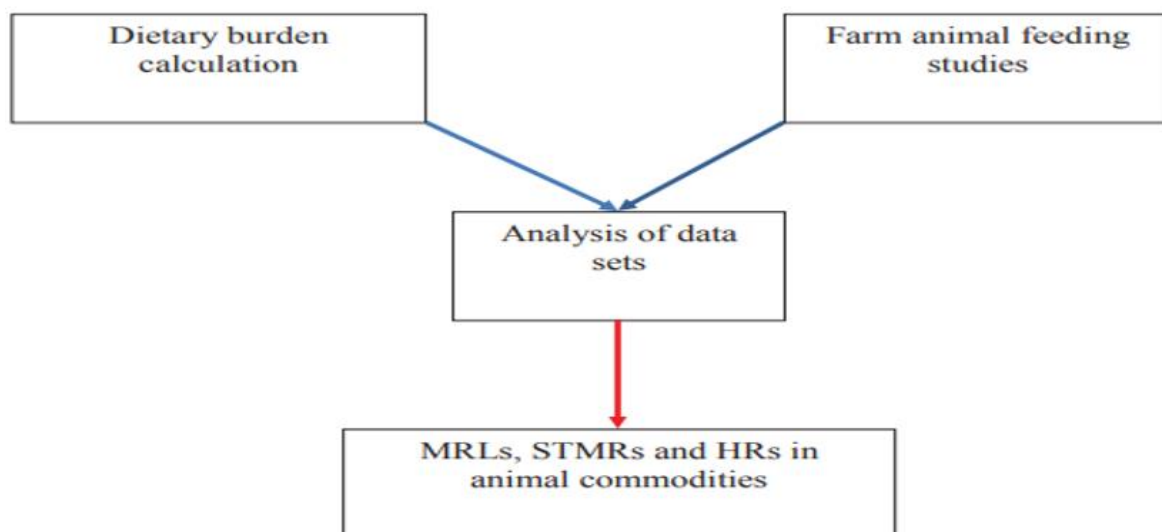 Dietary burden
calculation
Farm animal feeding
studies
Analysis of data
sets
MRLs, STMRs and HRs in
animal commodities